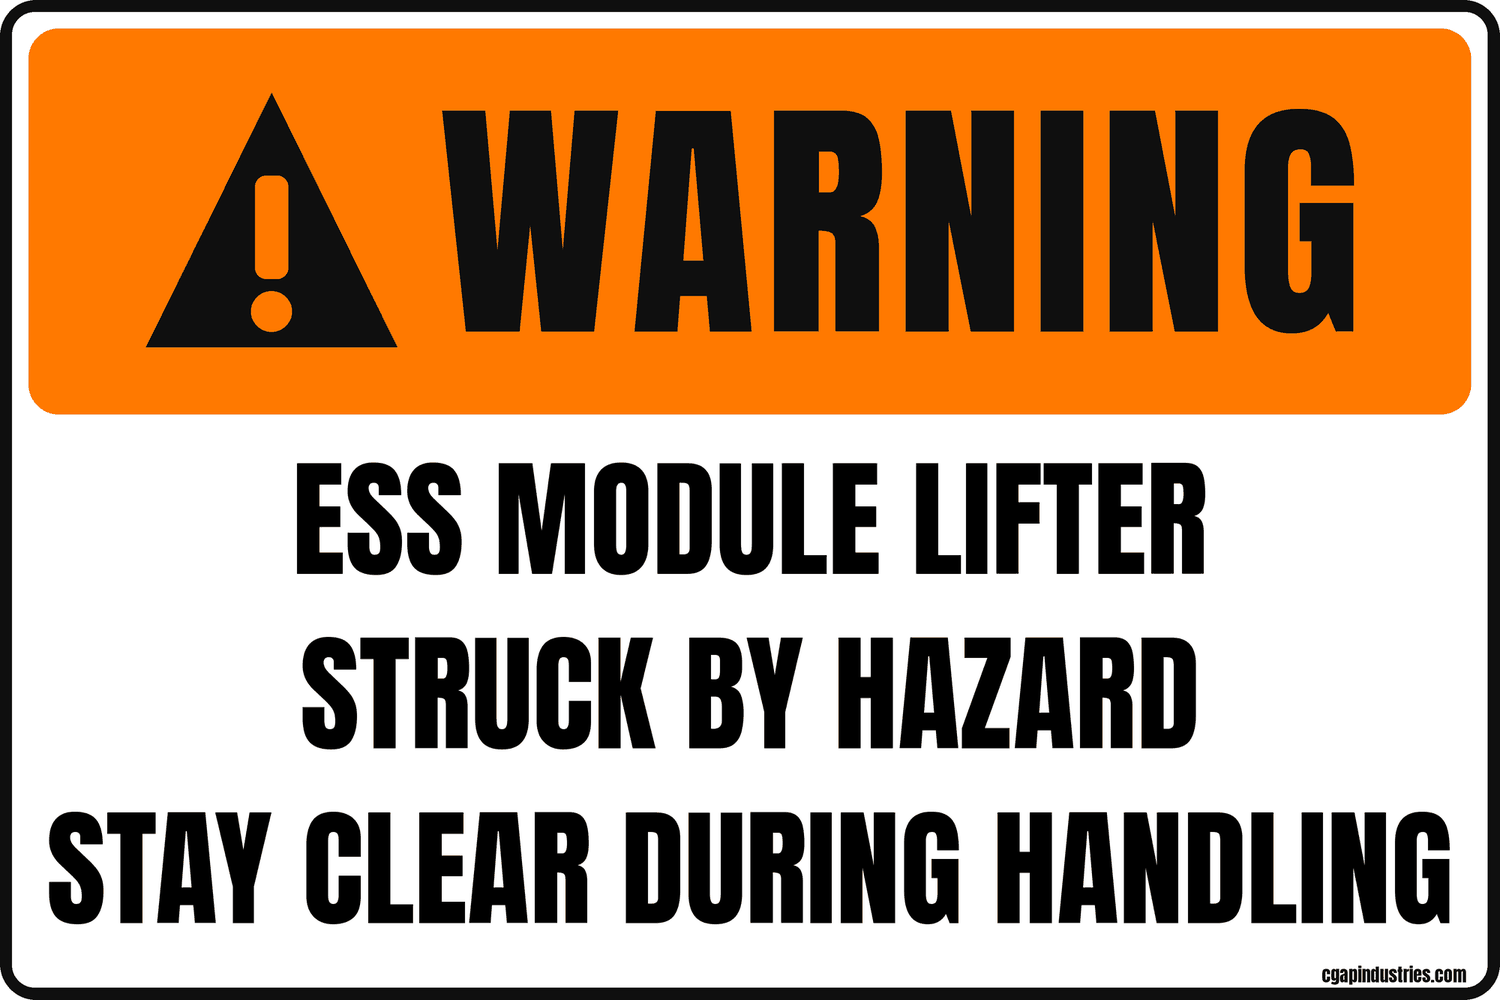 WARNING
ESS MODULE LIFTER
STRUCK BY HAZARD
STAY CLEAR DURING HANDLING
cgapindustries.com